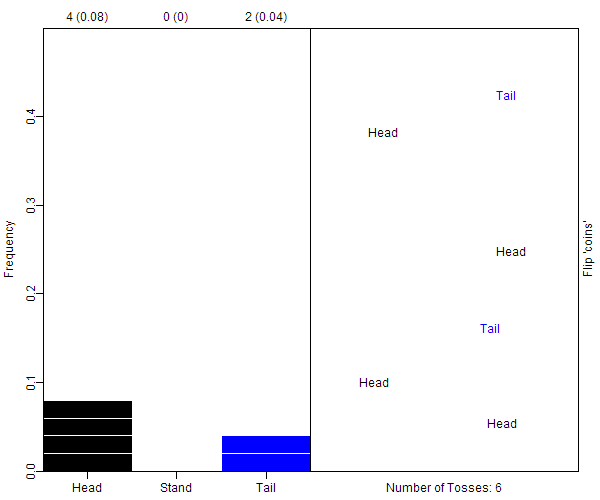 4 (0.08) 0 (0) 2 (0.04)
Frequency
0.4
0.3
0.2
0.1
0.0
Head Stand Tail
Tail
Head
Head
Tail
Head
Head
Number of Tosses: 6
Flip 'coins'